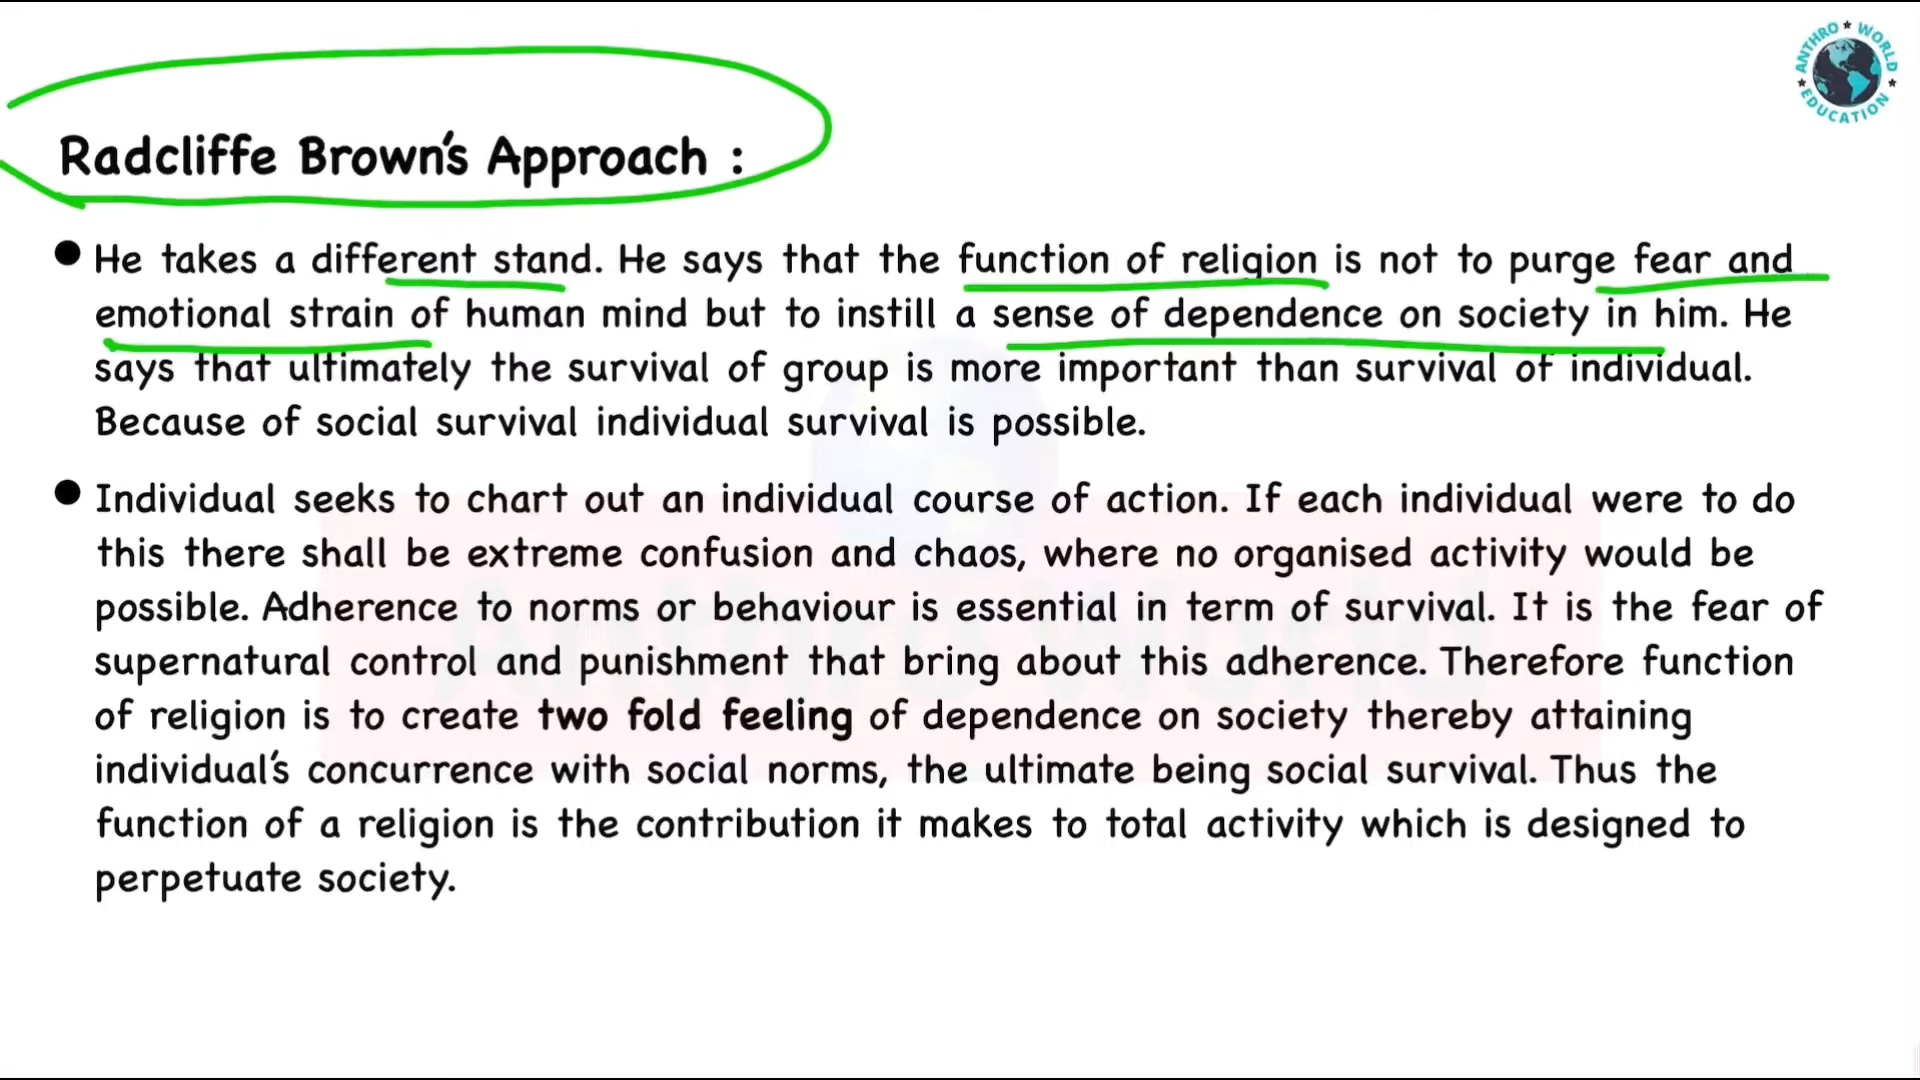 ANTHRO WORLD
EDUCATION
Radcliffe Brown's Approach :
● He takes a different stand. He says that the function of religion is not to purge fear and
emotional strain of human mind but to instill a sense of dependence on society in him. He
says that ultimately the survival of group is more important than survival of individual.
Because of social survival individual survival is possible.
● Individual seeks to chart out an individual course of action. If each individual were to do
this there shall be extreme confusion and chaos, where no organised activity would be
possible. Adherence to norms or behaviour is essential in term of survival. It is the fear of
supernatural control and punishment that bring about this adherence. Therefore function
of religion is to create two fold feeling of dependence on society thereby attaining
individual's concurrence with social norms, the ultimate being social survival. Thus the
function of a religion is the contribution it makes to total activity which is designed to
perpetuate society.